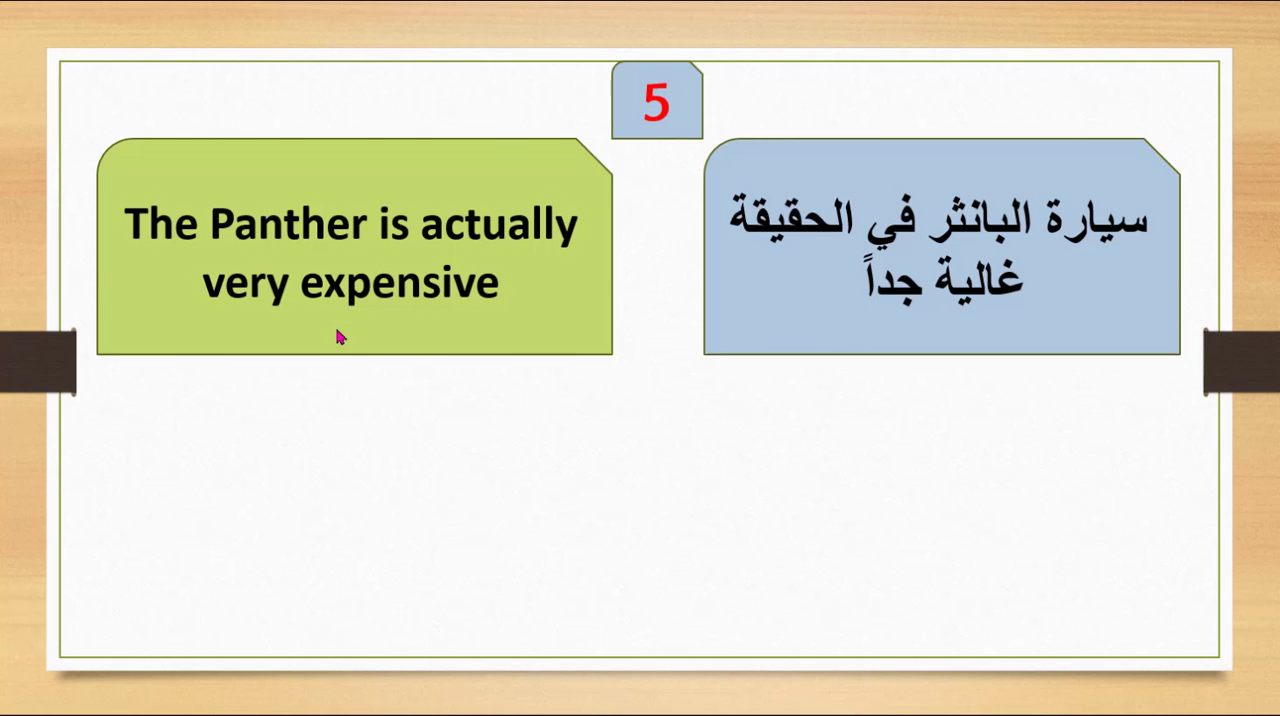 5
The Panther is actually
very expensive
سيارة البانثر في الحقيقة
غالية جداً